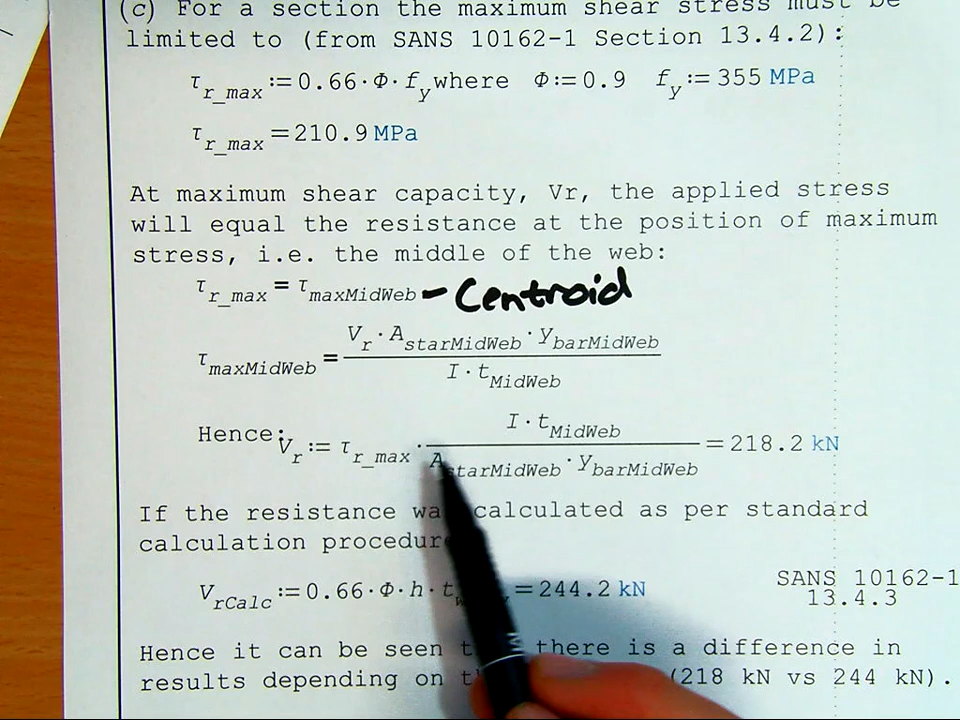 (c) For a section the maximum shear stress must be
limited to (from SANS 10162-1 Section 13.4.2):
τr_max:=0.66·Φ·fy where Φ:=0.9 fy:=355 MPa
τr_max=210.9 MPa
At maximum shear capacity, Vr, the applied stress
will equal the resistance at the position of maximum
stress, i.e. the middle of the web:
τr_max=τmaxMidWeb - Centroid
τmaxMidWeb=Vr·AstarMidWeb·ybarMidWeb
I·tMidWeb
Hence:
Vr:=τr_max·I·tMidWeb=218.2 kN
AstarMidWeb·ybarMidWeb
If the resistance was calculated as per standard
calculation procedur
VrCalc:=0.66·Φ·h·t =244.2 kN
SANS 10162-1
13.4.3
Hence it can be seen there is a difference in
results depending on (218 kN vs 244 kN).